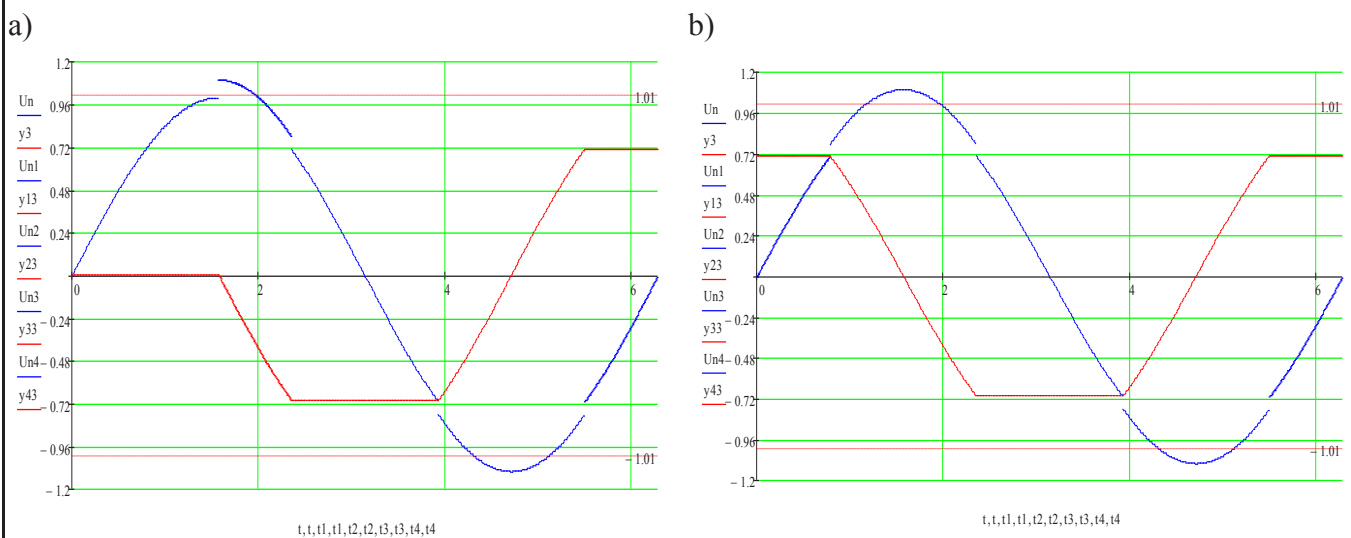 a)
1.2
Un
0.96
1.01
y3
0.72
Un1
0.48
y13
0.24
Un2
0 2 4 6
y23
− 0.24
Un3
y33
− 0.48
Un4
− 0.72
y43
− 0.96
− 1.01
− 1.2
t, t, t1, t1, t2, t2, t3, t3, t4, t4
b)
1.2
Un
0.96
1.01
y3
0.72
Un1
0.48
y13
0.24
Un2
0 2 4 6
y23
− 0.24
Un3
y33
− 0.48
Un4
− 0.72
y43
− 0.96
− 1.01
− 1.2
t, t, t1, t1, t2, t2, t3, t3, t4, t4